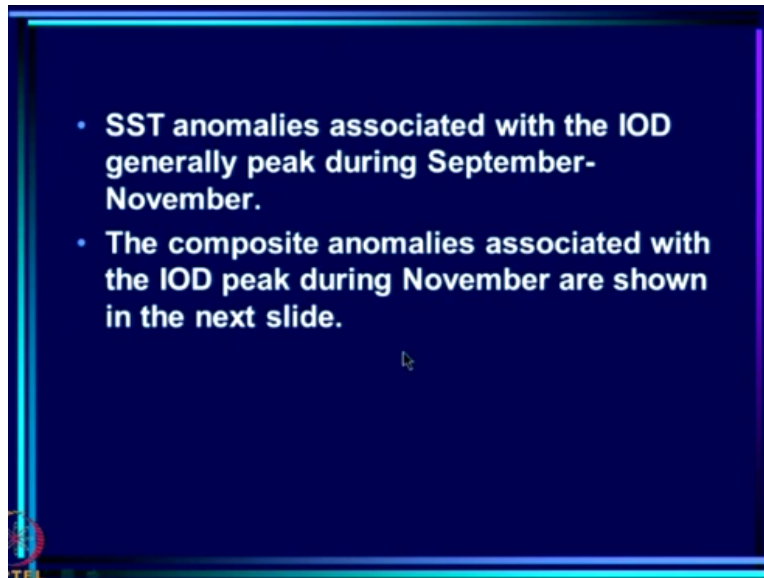 • SST anomalies associated with the IOD
generally peak during September-
November.
• The composite anomalies associated with
the IOD peak during November are shown
in the next slide.